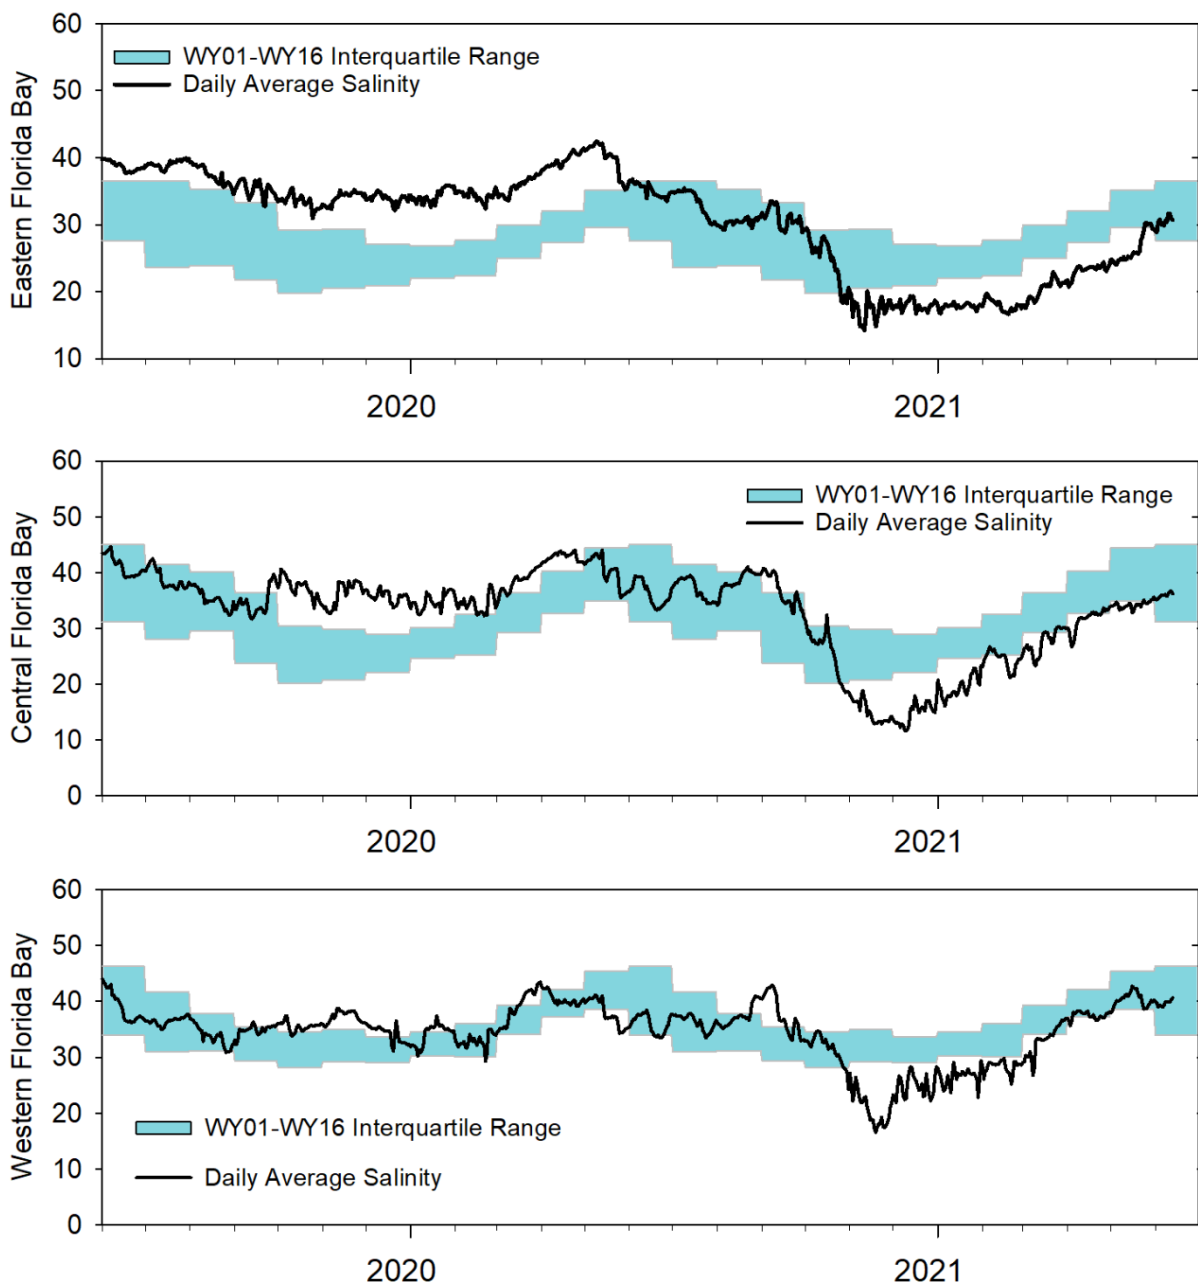 60
WY01-WY16 Interquartile Range
50
Daily Average Salinity
40
30
20
10
Eastern Florida Bay
2020
2021
60
50
WY01-WY16 Interquartile Range
Daily Average Salinity
40
30
20
10
0
Central Florida Bay
2020
2021
60
50
40
30
20
WY01-WY16 Interquartile Range
10
Daily Average Salinity
0
Western Florida Bay
2020
2021